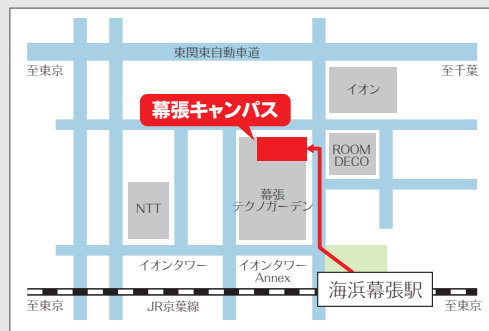 東関東自動車道
至東京
至千葉
イオン
幕張キャンパス
ROOM
DECO
幕張
テクノガーデン
NTT
イオンタワー
イオンタワー
Annex
海浜幕張駅
至東京
JR京葉線
至東京